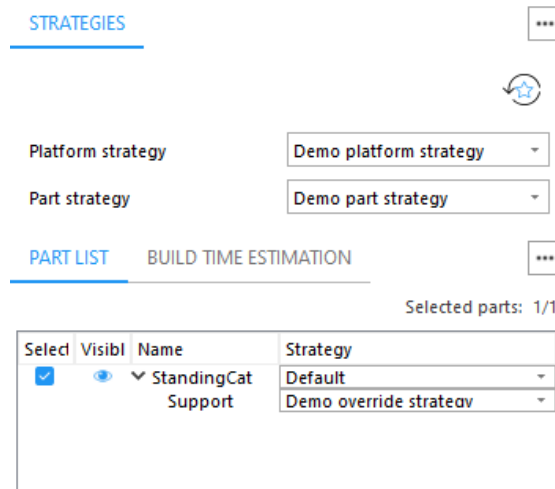 STRATEGIES
Platform strategy Demo platform strategy
Part strategy Demo part strategy
PART LIST BUILD TIME ESTIMATION
Selected parts: 1/1
Select Visibl Name Strategy
StandingCat Default
Support Demo override strategy